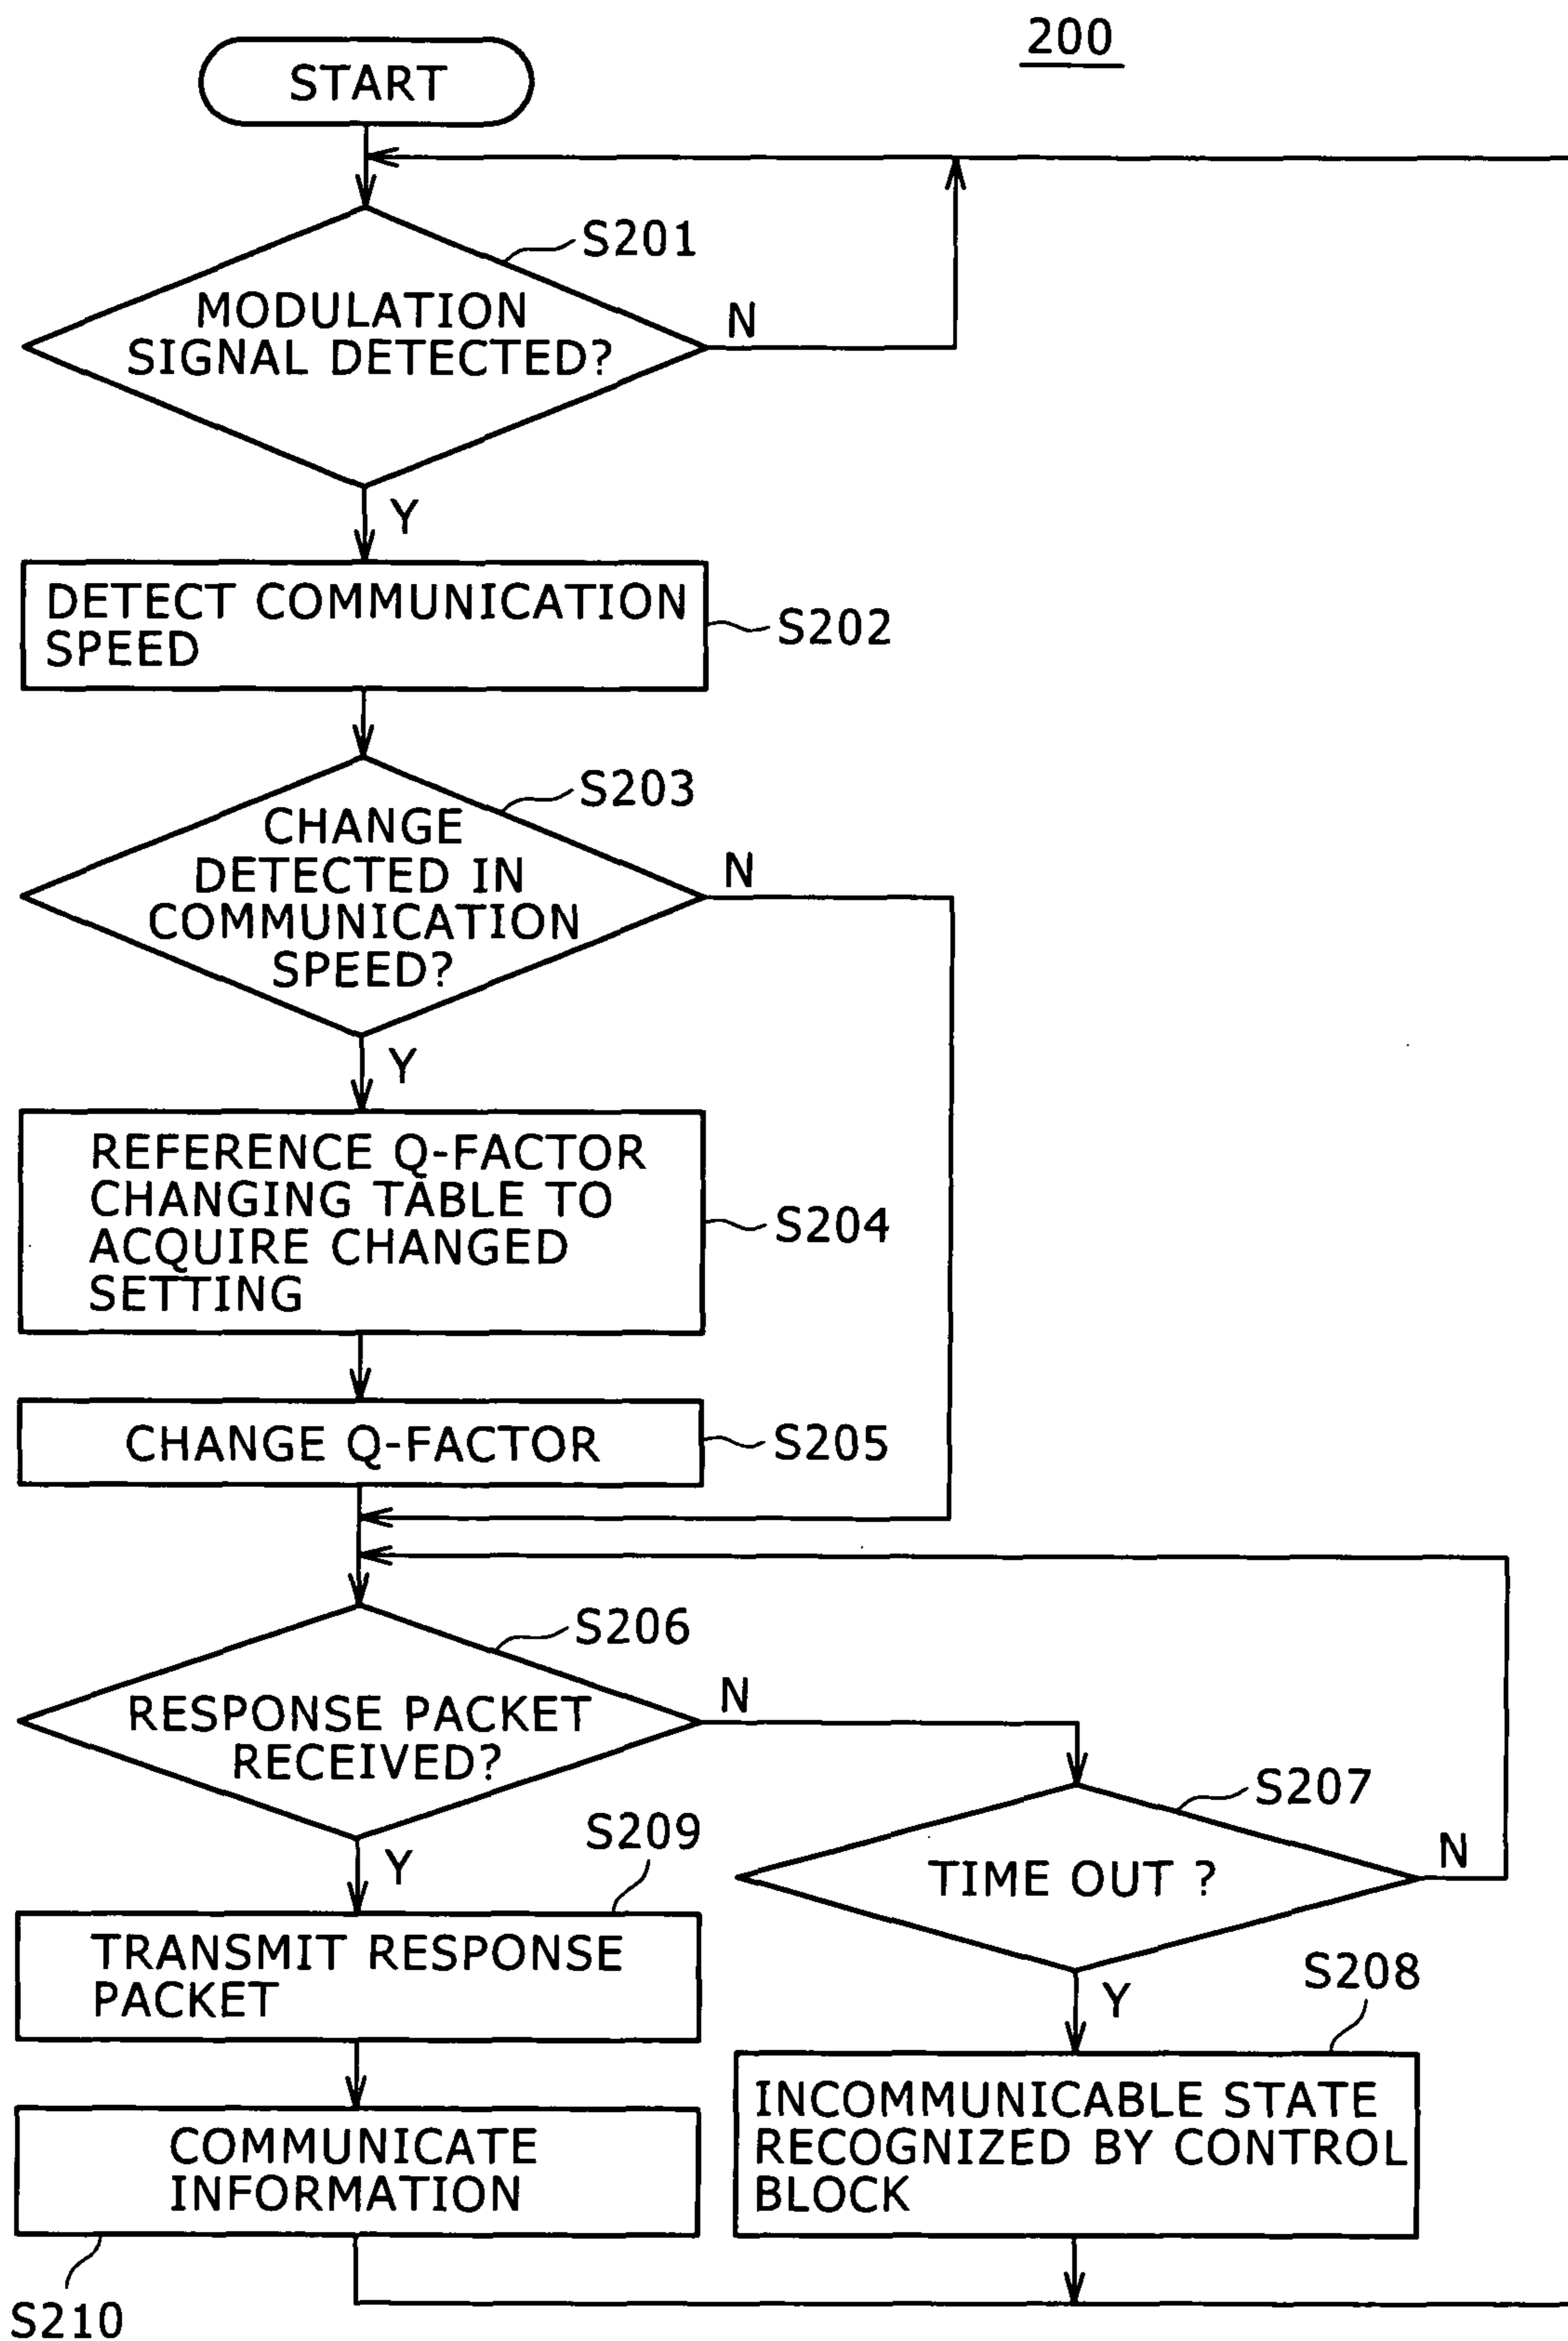 200
START
S201
MODULATION
SIGNAL DETECTED?
N
Y
DETECT COMMUNICATION
SPEED
S202
S203
CHANGE
DETECTED IN
COMMUNICATION
SPEED?
N
Y
REFERENCE Q-FACTOR
CHANGING TABLE TO
ACQUIRE CHANGED
SETTING
S204
CHANGE Q-FACTOR
S205
S206
RESPONSE PACKET
RECEIVED?
N
S207
TIME OUT ?
N
Y
S209
Y
TRANSMIT RESPONSE
PACKET
S208
INCOMMUNICABLE STATE
RECOGNIZED BY CONTROL
BLOCK
COMMUNICATE
INFORMATION
S210